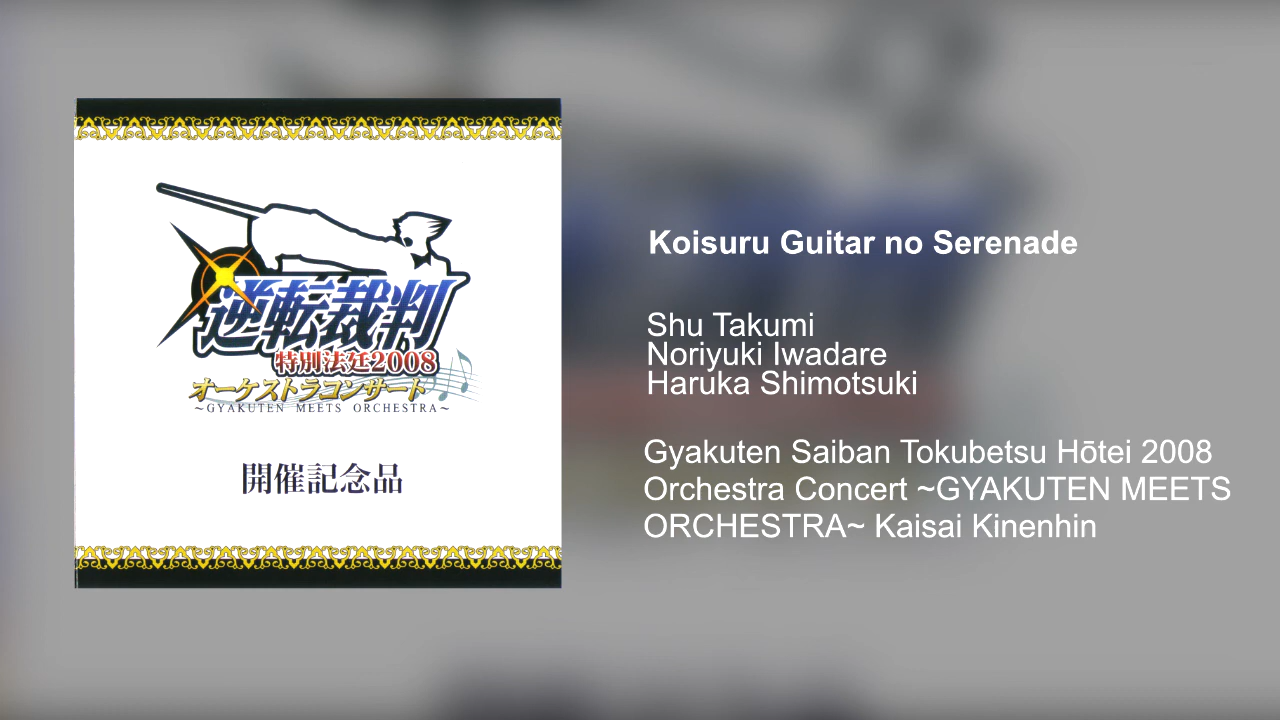 逆転裁判
特別法廷2008
オーケストラコンサート
~GYAKUTEN MEETS ORCHESTRA~
開催記念品
Koisuru Guitar no Serenade
Shu Takumi
Noriyuki Iwadare
Haruka Shimotsuki
Gyakuten Saiban Tokubetsu Hōtei 2008
Orchestra Concert ~GYAKUTEN MEETS
ORCHESTRA~ Kaisai Kinenhin